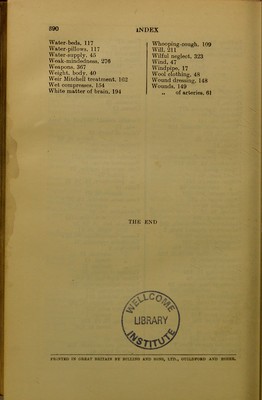 390
INDEX
Water-beds, 117
Water-pillows, 117
Water-supply, 45
Weak-mindedness, 278
Weapons, 367
Weight, body, 40
Weir Mitchell treatment, 102
Wet compresses, 154
White matter of brain, 194
Whooping-cough, 109
Will, 211
Wilful neglect, 323
Wind, 47
Windpipe, 17
Wool clothing, 48
Wound dressing, 148
Wounds, 149
„ of arteries, 61
THE END
WELLCOME
LIBRARY
INSTITUTE
PRINTED IN GREAT BRITAIN BY BILLING AND SONS, LTD., GUILDFORD AND ESHER.